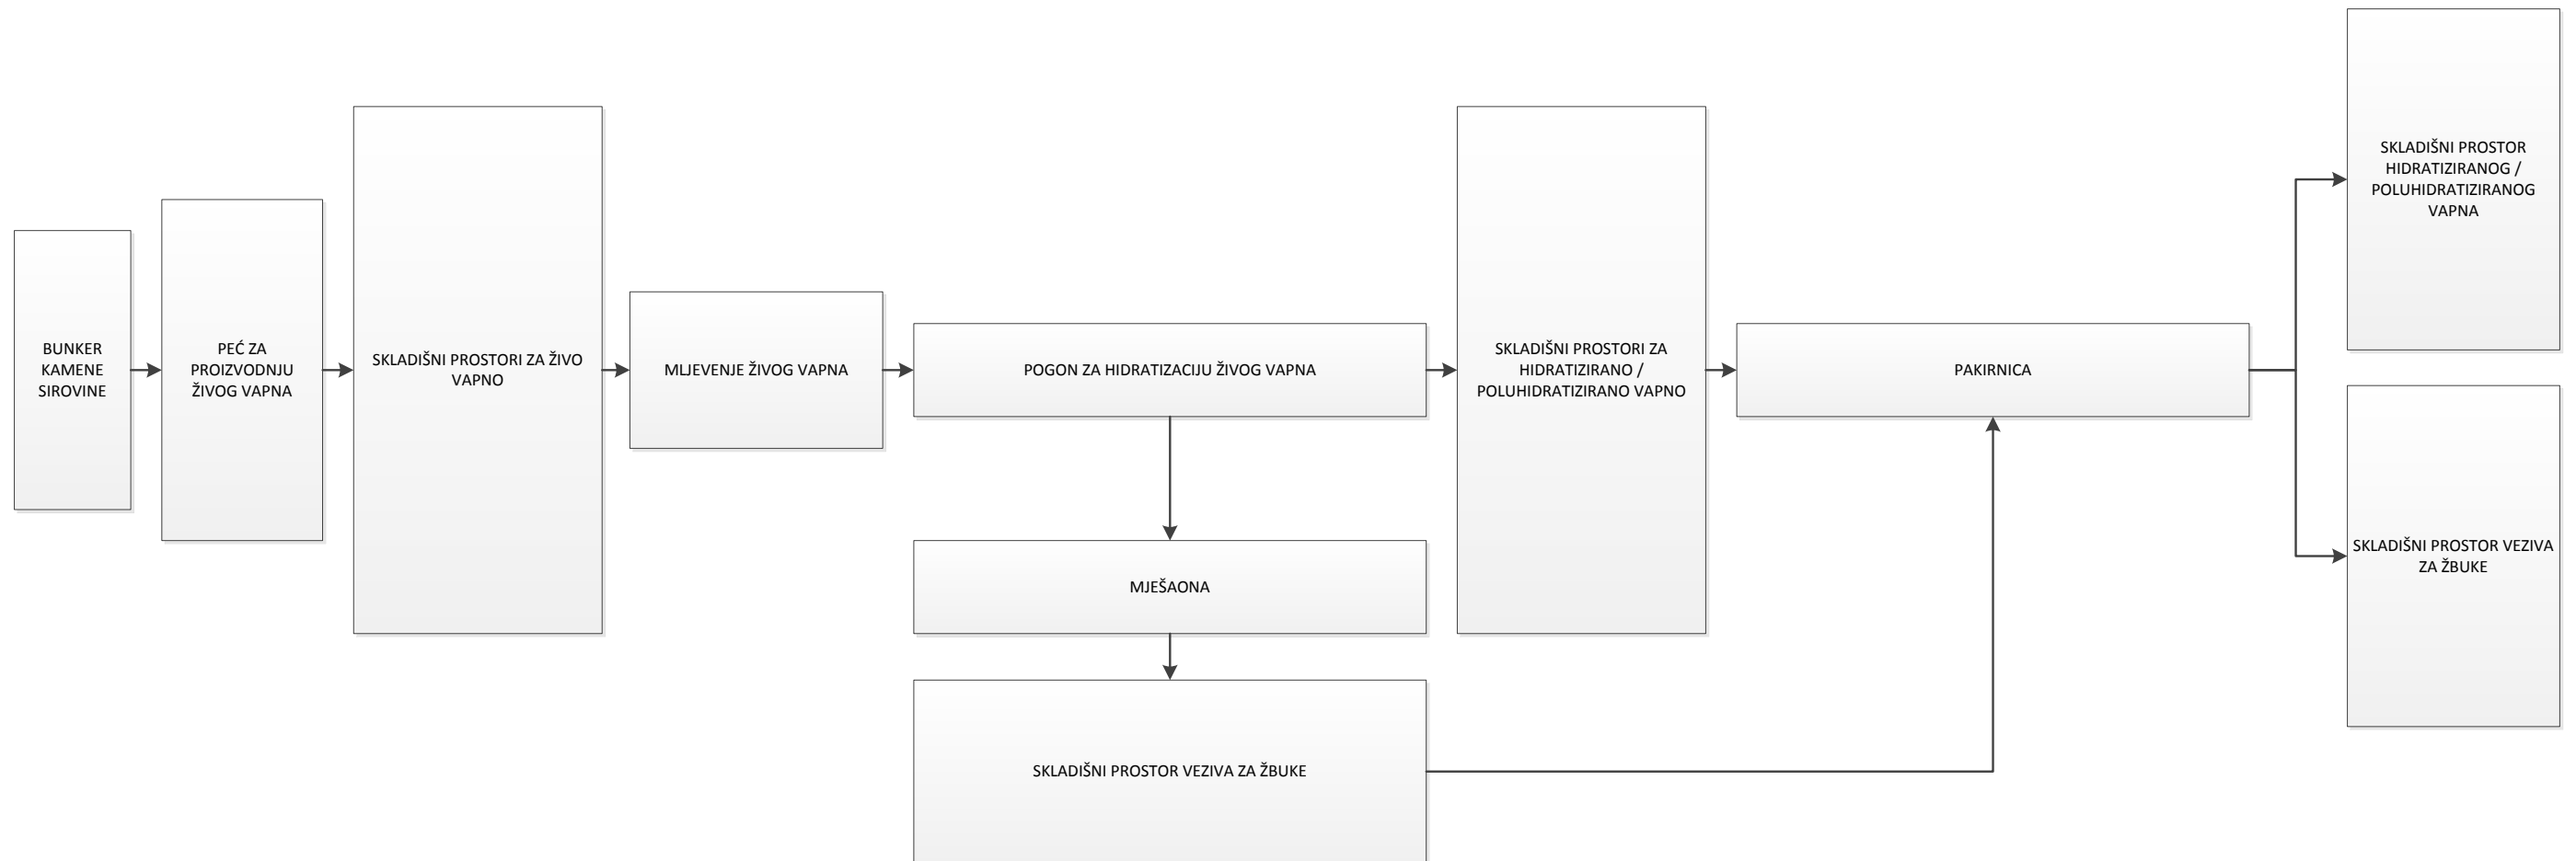 BUNKER
KAMENE
SIROVINE
PEĆ ZA
PROIZVODNJU
ŽIVOG VAPNA
SKLADIŠNI PROSTORI ZA ŽIVO
VAPNO
MLJEVENJE ŽIVOG VAPNA
POGON ZA HIDRATIZACIJU ŽIVOG VAPNA
MJEŠAONA
SKLADIŠNI PROSTOR VEZIVA ZA ŽBUKE
SKLADIŠNI PROSTORI ZA
HIDRATIZIRANO /
POLUHIDRATIZIRANO VAPNO
PAKIRNICA
SKLADIŠNI PROSTOR
HIDRATIZIRANOG /
POLUHIDRATIZIRANOG
VAPNA
SKLADIŠNI PROSTOR VEZIVA
ZA ŽBUKE